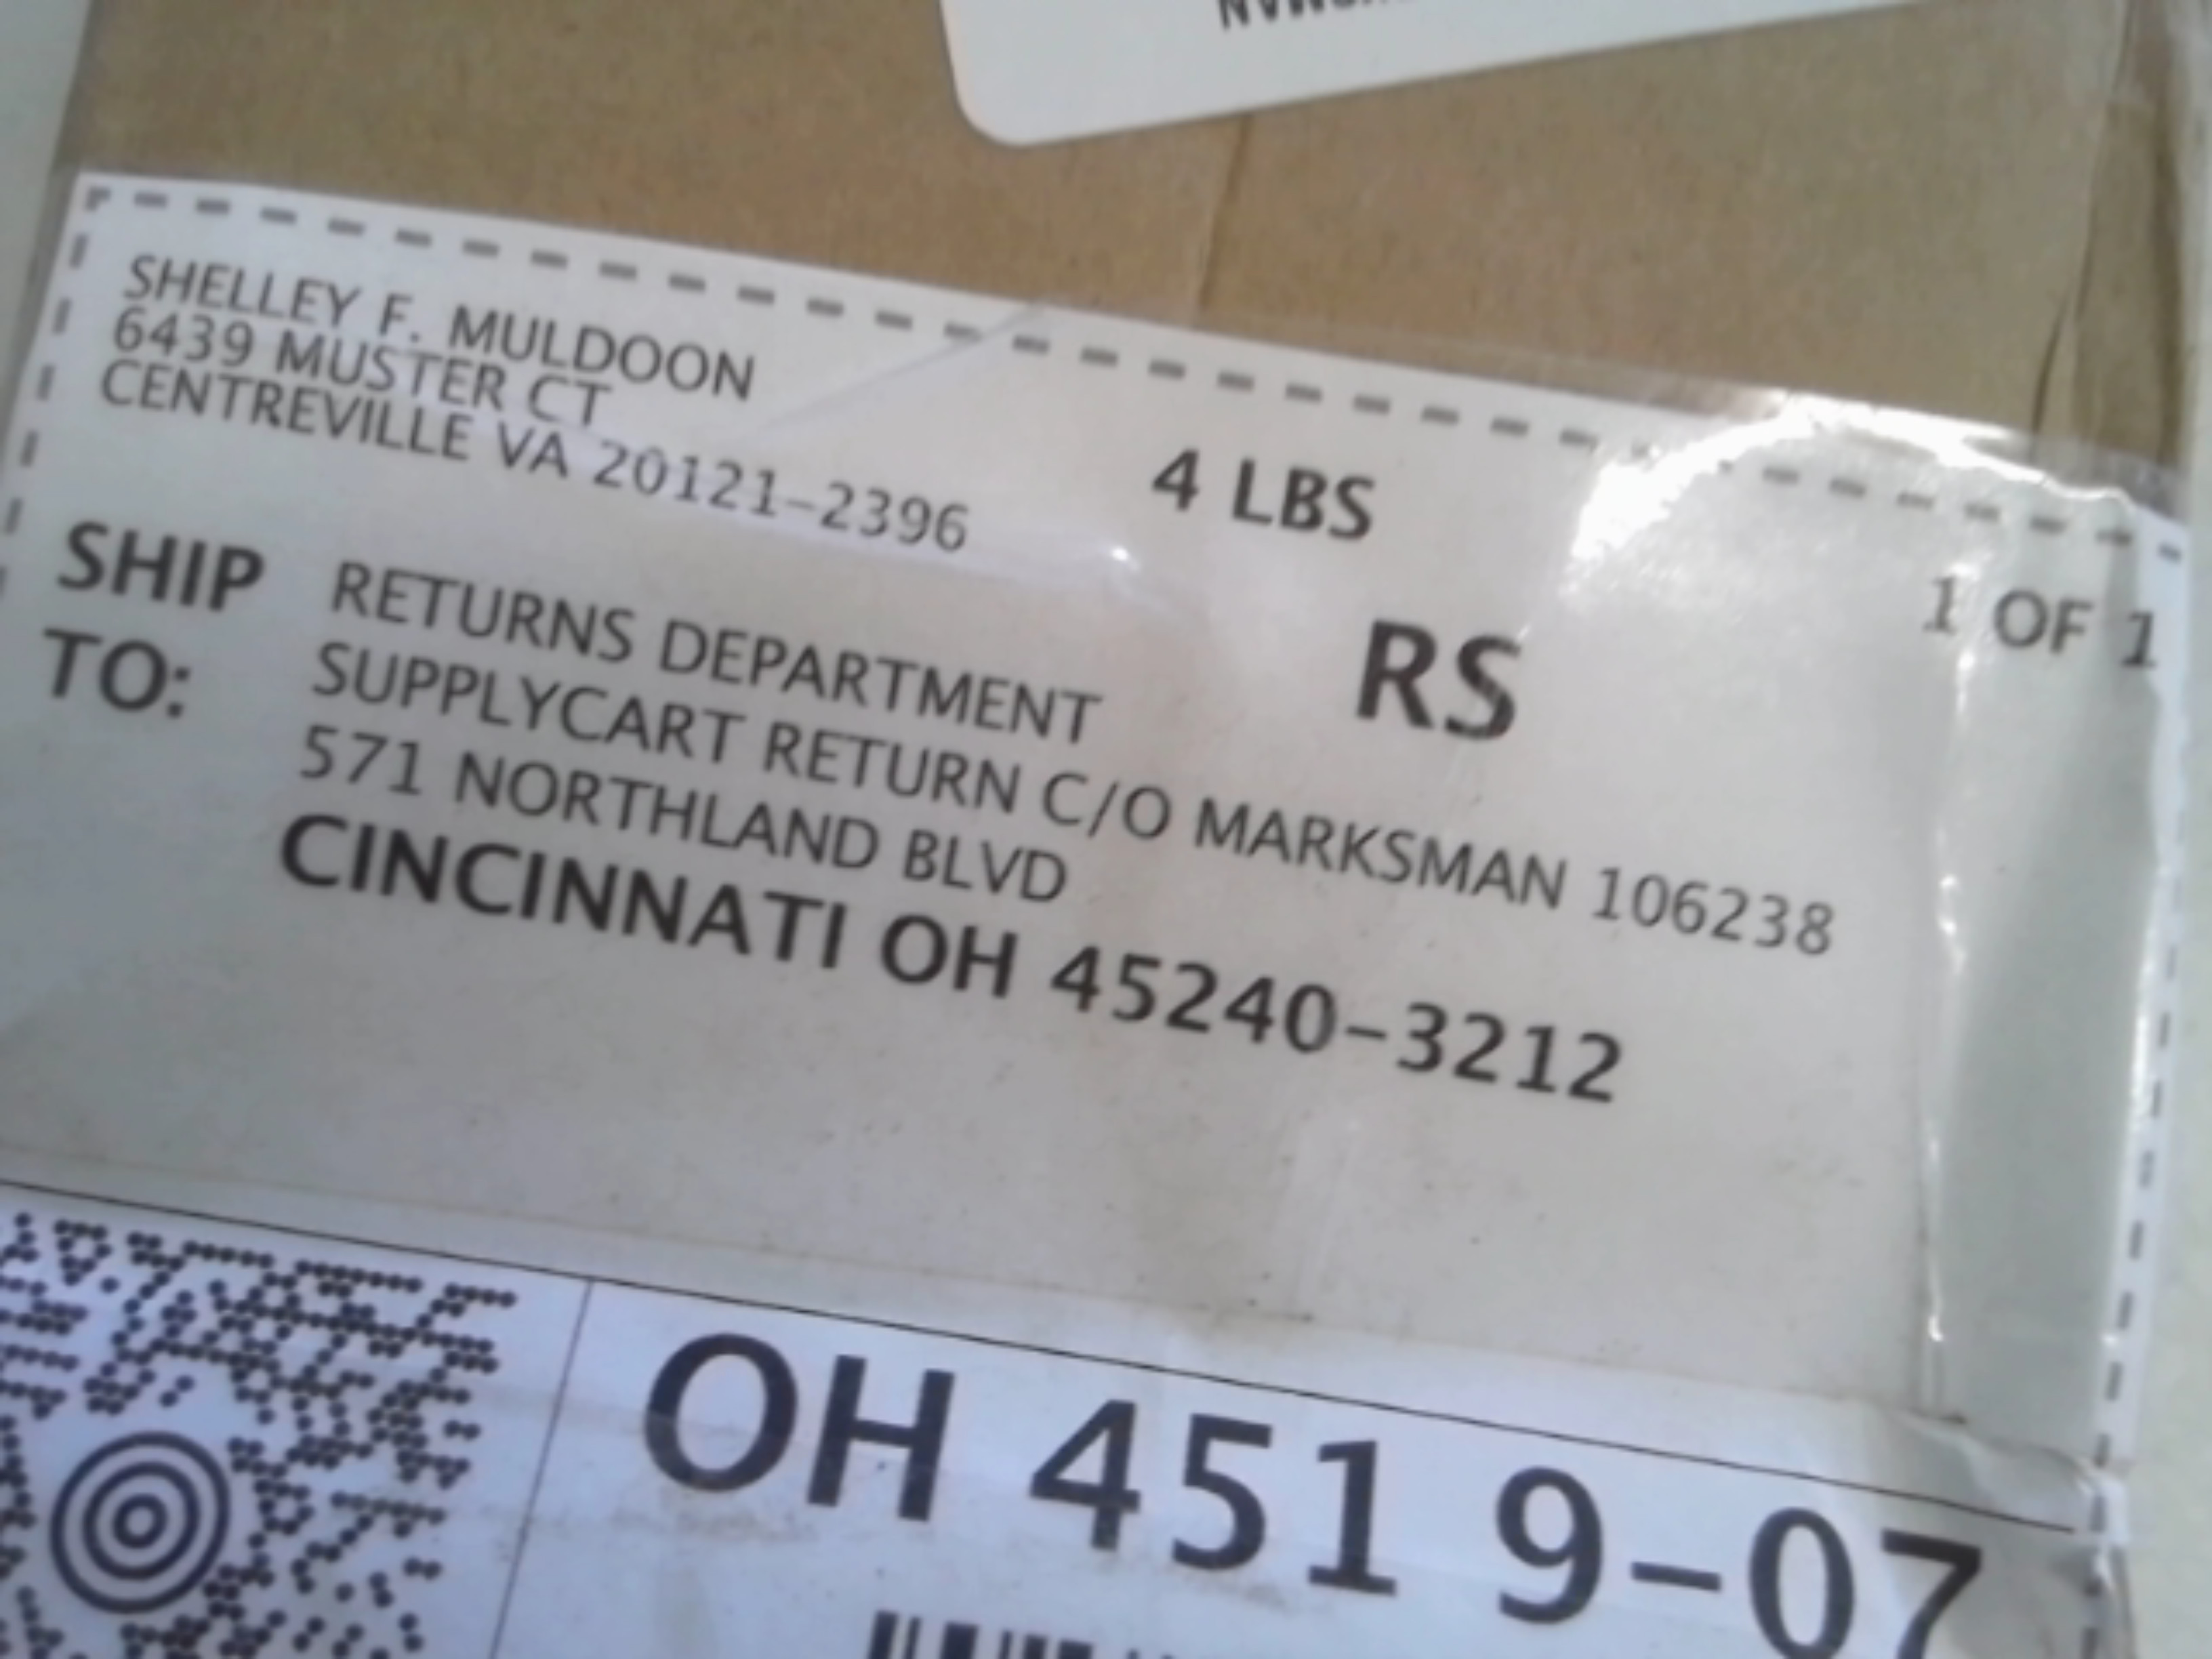 SHELLEY F. MULDOON
6439 MUSTER CT
CENTREVILLE VA 20121-2396
4 LBS
1 OF 1
RS
SHIP TO:
RETURNS DEPARTMENT
SUPPLYCART RETURN C/O MARKSMAN 106238
571 NORTHLAND BLVD
CINCINNATI OH 45240-3212
OH 451 9-07